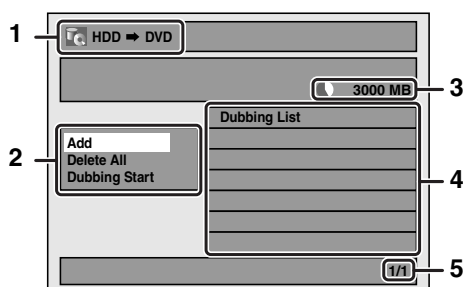 1
HDD ➡ DVD
3000 MB
3
Dubbing List
2
Add
Delete All
Dubbing Start
4
1/1
5